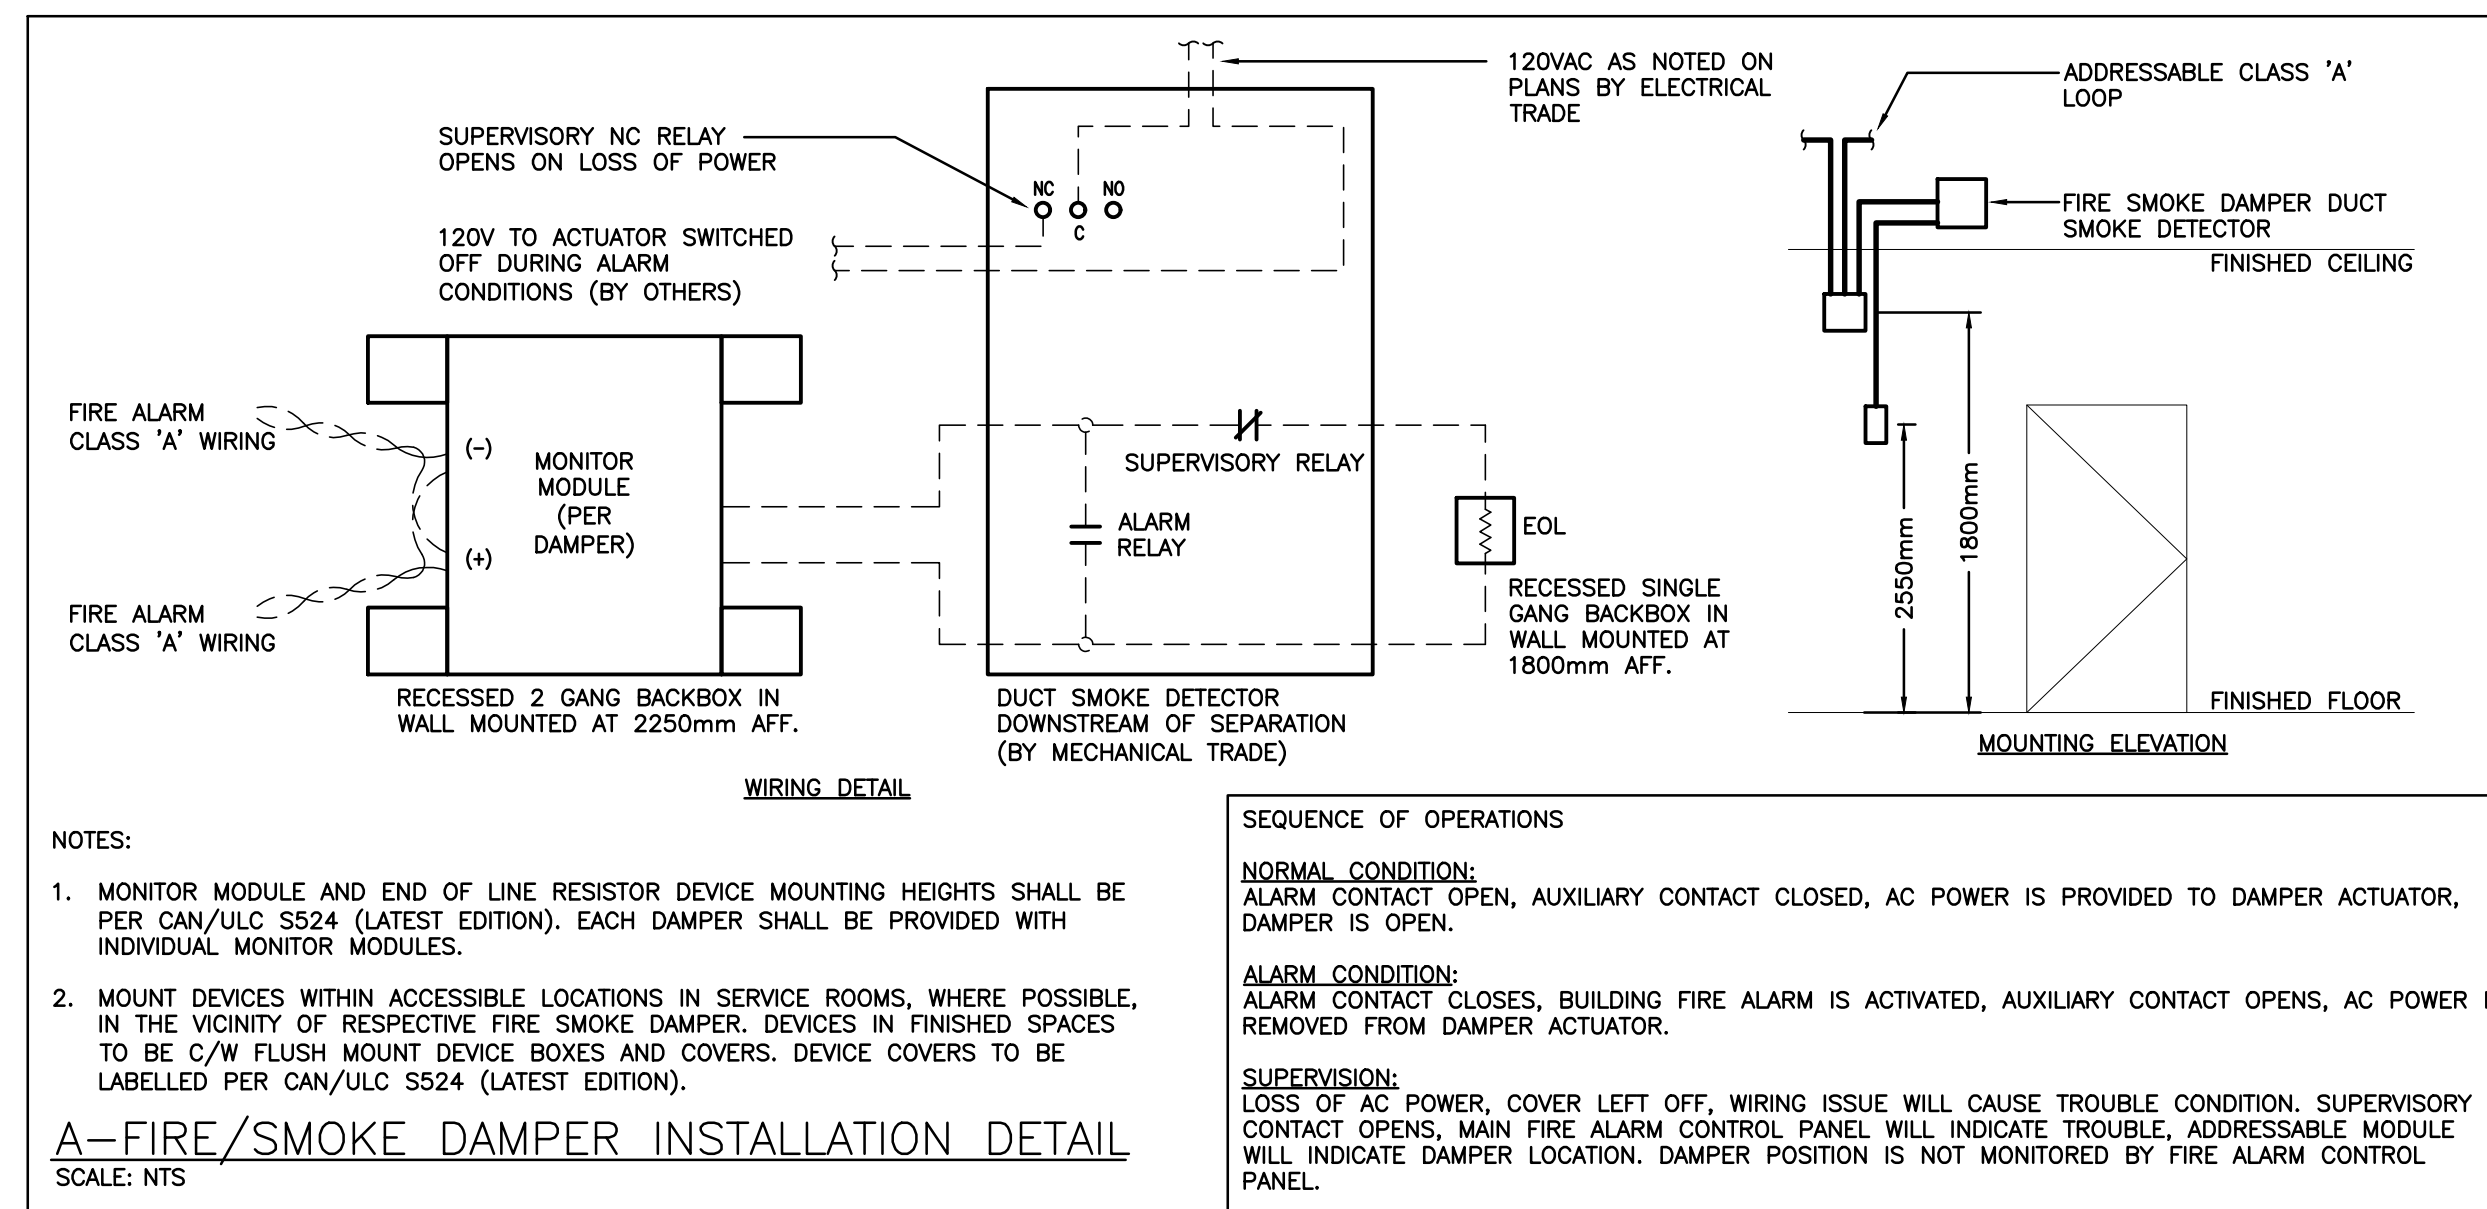 120VAC AS NOTED ON
PLANS BY ELECTRICAL
TRADE
SUPERVISORY NC RELAY
OPENS ON LOSS OF POWER
NC
NO
C
120V TO ACTUATOR SWITCHED
OFF DURING ALARM
CONDITIONS (BY OTHERS)
FIRE ALARM
CLASS 'A' WIRING
(-)
MONITOR
MODULE
(PER
DAMPER)
(+)
FIRE ALARM
CLASS 'A' WIRING
RECESSED 2 GANG BACKBOX IN
WALL MOUNTED AT 2250mm AFF.
SUPERVISORY RELAY
ALARM
RELAY
EOL
RECESSED SINGLE
GANG BACKBOX IN
WALL MOUNTED AT
1800mm AFF.
DUCT SMOKE DETECTOR
DOWNSTREAM OF SEPARATION
(BY MECHANICAL TRADE)
WIRING DETAIL
ADDRESSABLE CLASS 'A'
LOOP
FIRE SMOKE DAMPER DUCT
SMOKE DETECTOR
FINISHED CEILING
2550mm
1800mm
FINISHED FLOOR
MOUNTING ELEVATION
NOTES:
1. MONITOR MODULE AND END OF LINE RESISTOR DEVICE MOUNTING HEIGHTS SHALL BE
PER CAN/ULC S524 (LATEST EDITION). EACH DAMPER SHALL BE PROVIDED WITH
INDIVIDUAL MONITOR MODULES.
2. MOUNT DEVICES WITHIN ACCESSIBLE LOCATIONS IN SERVICE ROOMS, WHERE POSSIBLE,
IN THE VICINITY OF RESPECTIVE FIRE SMOKE DAMPER. DEVICES IN FINISHED SPACES
TO BE C/W FLUSH MOUNT DEVICE BOXES AND COVERS. DEVICE COVERS TO BE
LABELLED PER CAN/ULC S524 (LATEST EDITION).
A-FIRE/SMOKE DAMPER INSTALLATION DETAIL
SCALE: NTS
SEQUENCE OF OPERATIONS
NORMAL CONDITION:
ALARM CONTACT OPEN, AUXILIARY CONTACT CLOSED, AC POWER IS PROVIDED TO DAMPER ACTUATOR,
DAMPER IS OPEN.
ALARM CONDITION:
ALARM CONTACT CLOSES, BUILDING FIRE ALARM IS ACTIVATED, AUXILIARY CONTACT OPENS, AC POWER
REMOVED FROM DAMPER ACTUATOR.
SUPERVISION:
LOSS OF AC POWER, COVER LEFT OFF, WIRING ISSUE WILL CAUSE TROUBLE CONDITION. SUPERVISORY
CONTACT OPENS, MAIN FIRE ALARM CONTROL PANEL WILL INDICATE TROUBLE, ADDRESSABLE MODULE
WILL INDICATE DAMPER LOCATION. DAMPER POSITION IS NOT MONITORED BY FIRE ALARM CONTROL
PANEL.